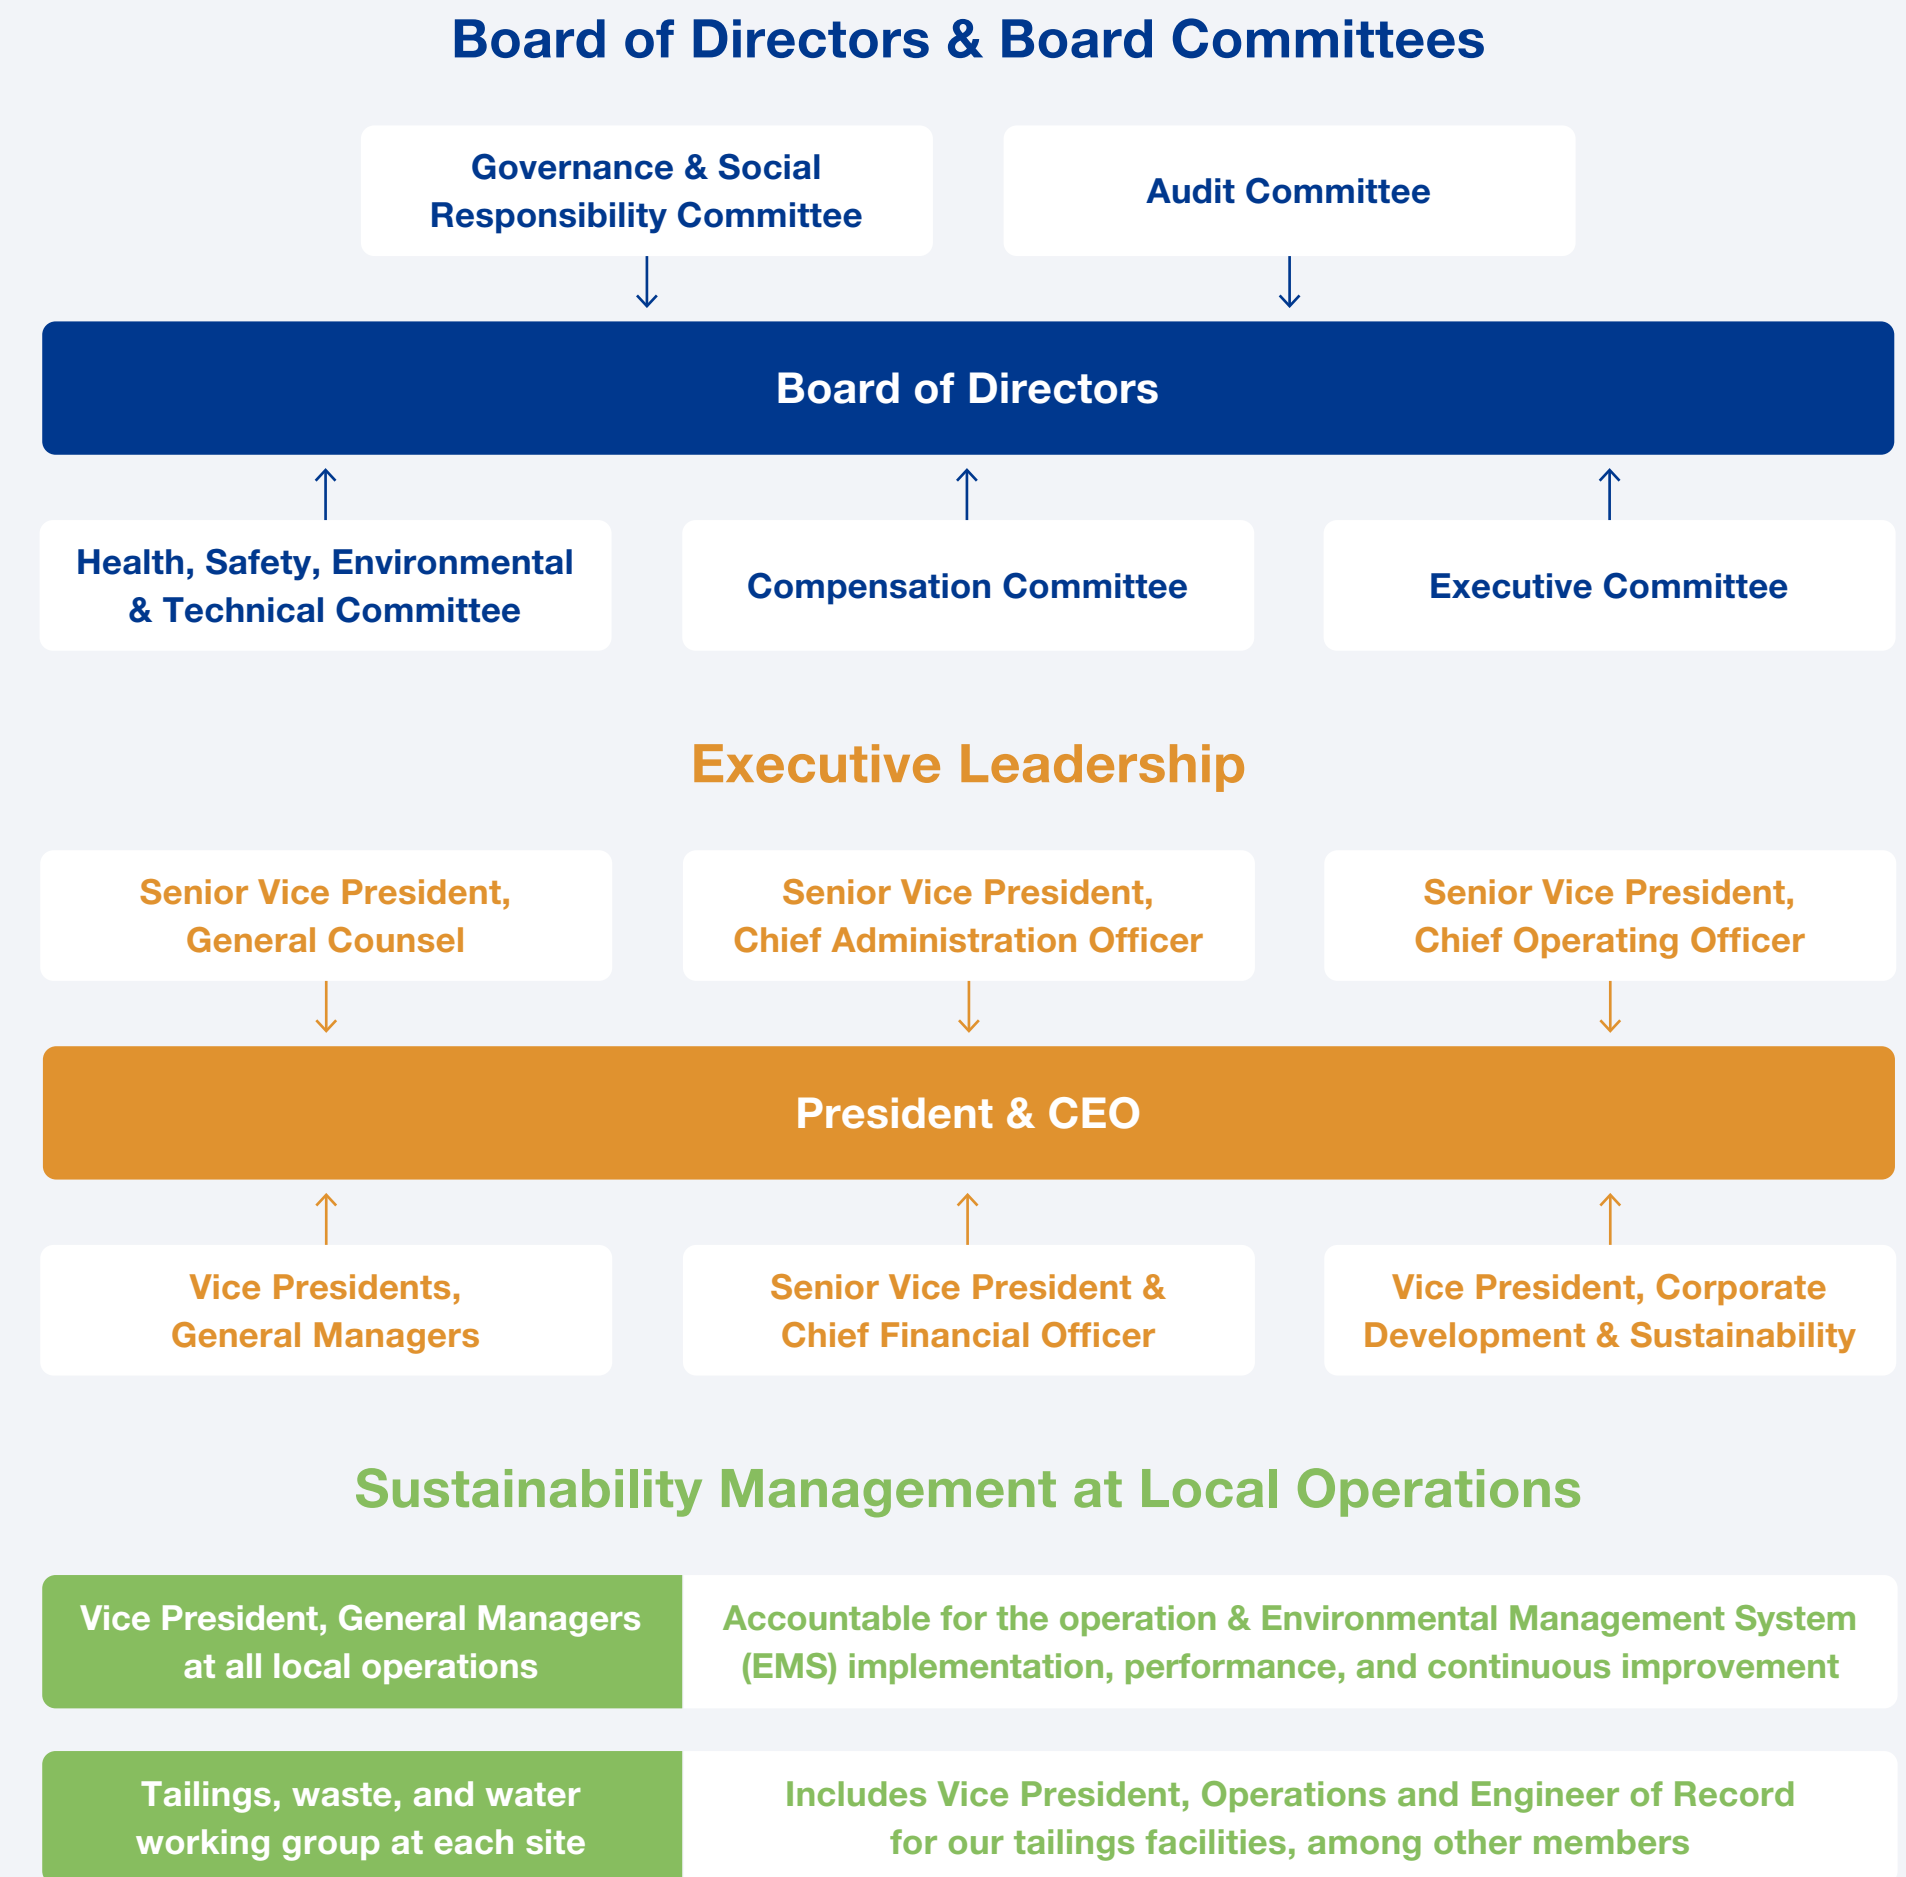 Board of Directors & Board Committees
Governance & Social
Responsibility Committee
Audit Committee
Board of Directors
Health, Safety, Environmental
& Technical Committee
Compensation Committee
Executive Committee
Executive Leadership
Senior Vice President,
General Counsel
Senior Vice President,
Chief Administration Officer
Senior Vice President,
Chief Operating Officer
President & CEO
Vice Presidents,
General Managers
Senior Vice President &
Chief Financial Officer
Vice President, Corporate
Development & Sustainability
Sustainability Management at Local Operations
Vice President, General Managers
at all local operations
Accountable for the operation & Environmental Management System
(EMS) implementation, performance, and continuous improvement
Tailings, waste, and water
working group at each site
Includes Vice President, Operations and Engineer of Record
for our tailings facilities, among other members